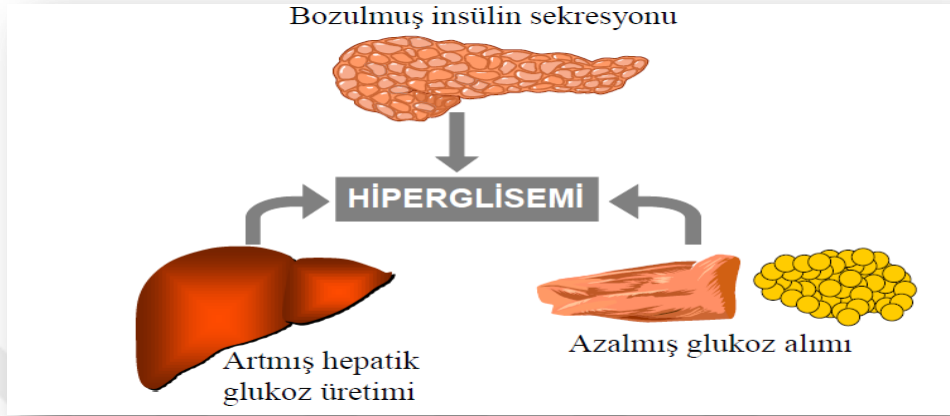 Bozulmuş insülin sekresyonu
HİPERGLİSEMİ
Azalmış glukoz alımı
Artmış hepatik
glukoz üretimi